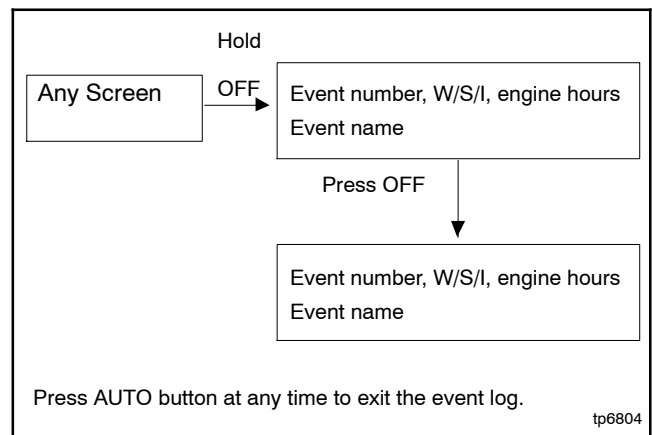 Hold
Any Screen
OFF
Event number, W/S/I, engine hours
Event name
Press OFF
Event number, W/S/I, engine hours
Event name
Press AUTO button at any time to exit the event log.
tp6804